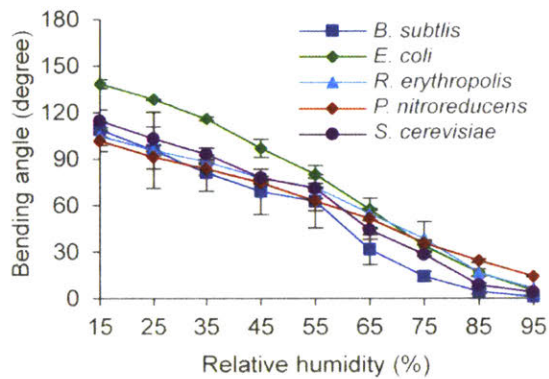 180
150
120
90
60
30
0
Bending angle (degree)
B. subtlis
E. coli
R. erythropolis
P. nitroreducens
S. cerevisiae
15 25 35 45 55 65 75 85 95
Relative humidity (%)